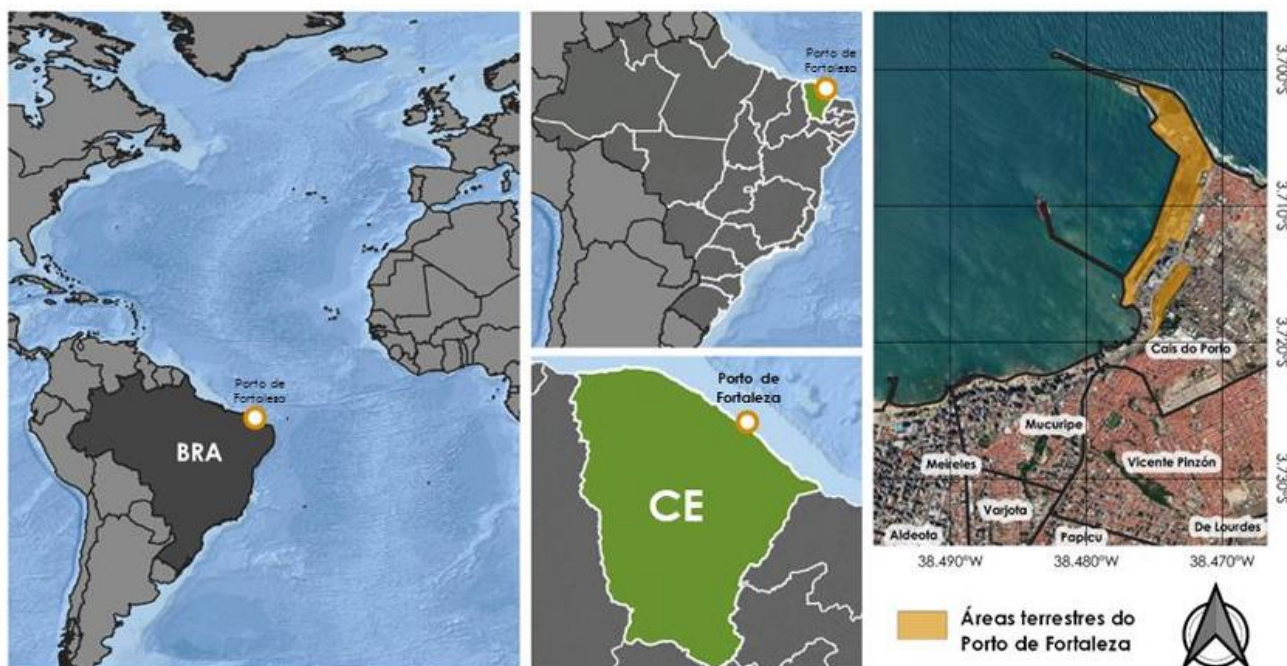 Porto de
Fortaleza
BRA
Porto de
Fortaleza
Porto de
Fortaleza
CE
3.700°S
3.710°S
3.720°S
3.730°S
Cais do Porto
Mucuripe
Meireles
Vicente Pinzón
Varjota
De Lourdes
Aldeota
Papicu
38.490°W
38.480°W
38.470°W
Áreas terrestres do
Porto de Fortaleza